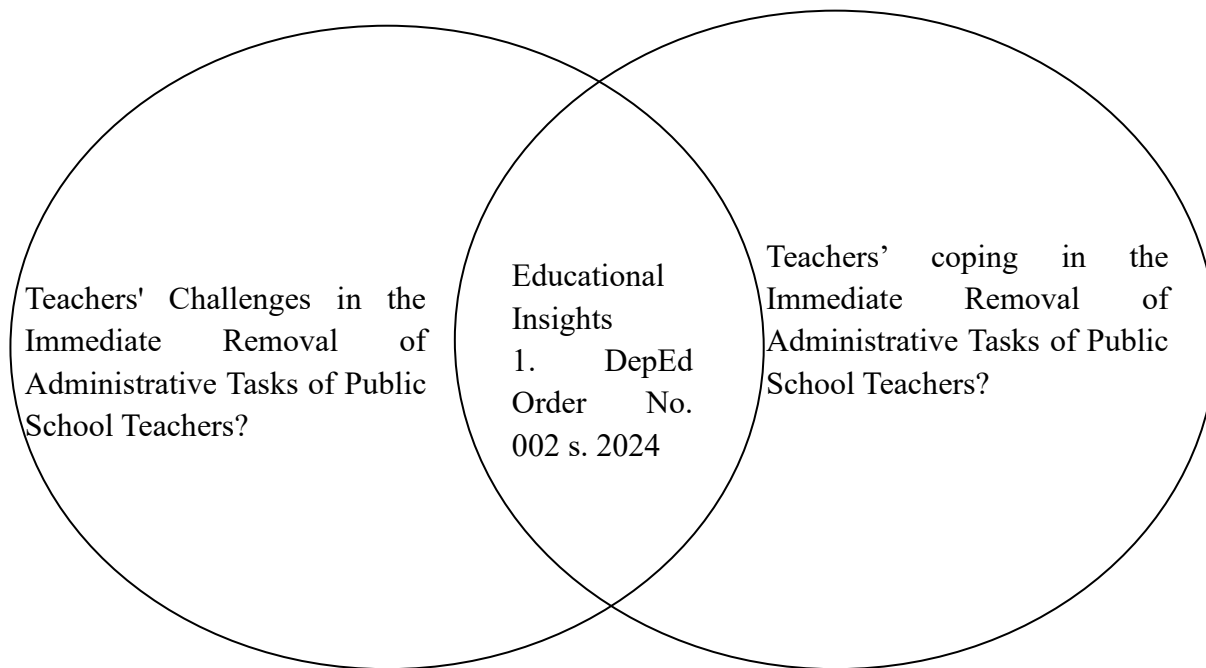 Teachers' Challenges in the
Immediate Removal of
Administrative Tasks of Public
School Teachers?
Educational
Insights
1. DepEd
Order No.
002 s. 2024
Teachers’ coping in the
Immediate Removal of
Administrative Tasks of Public
School Teachers?